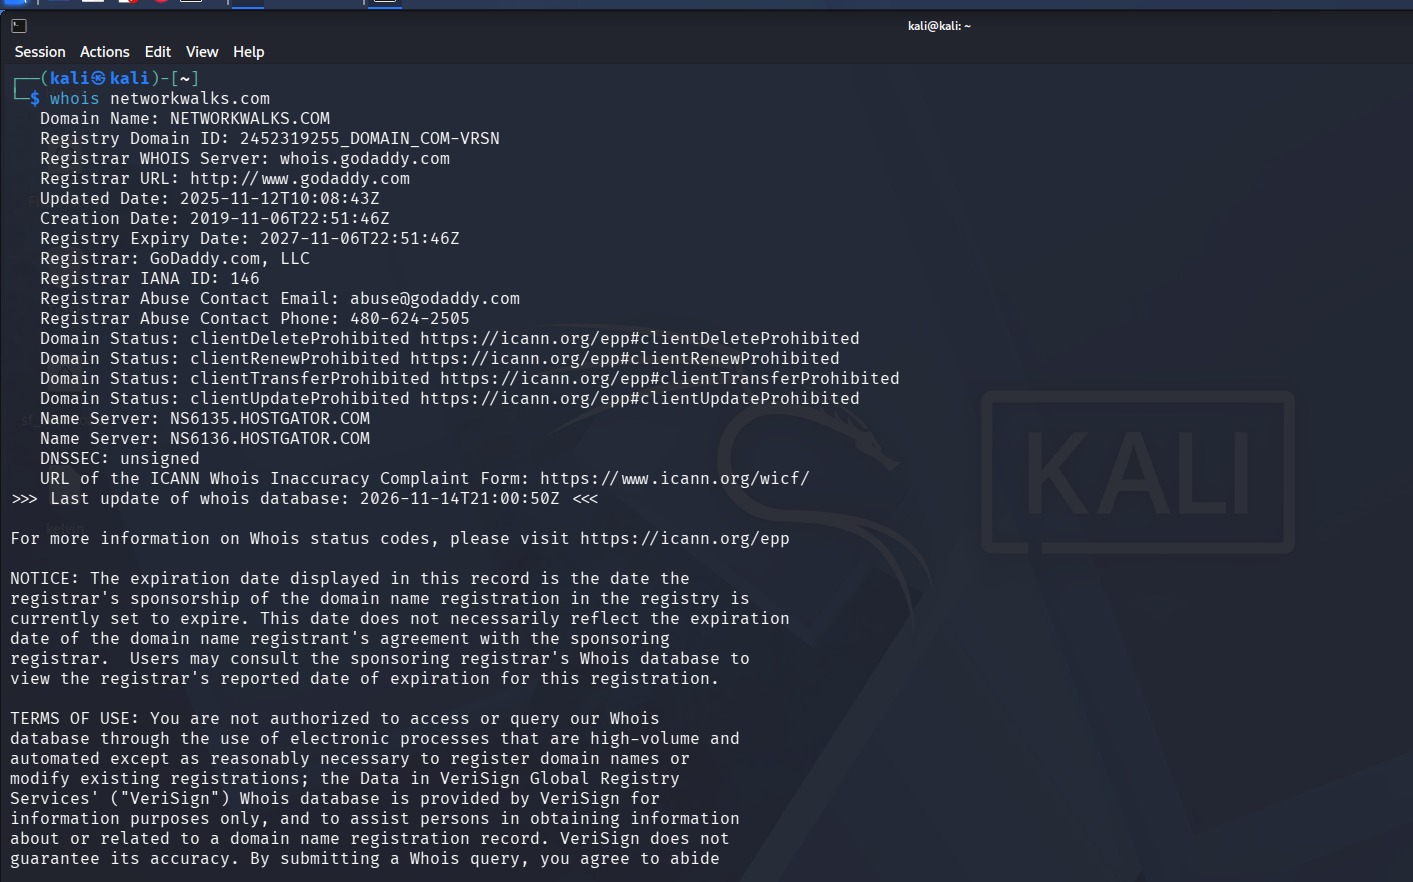 kali@kali: ~
Session Actions Edit View Help
┌──(kali㉿kali)-[~]
└─$ whois networkwalks.com
Domain Name: NETWORKWALKS.COM
Registry Domain ID: 2452319255_DOMAIN_COM-VRSN
Registrar WHOIS Server: whois.godaddy.com
Registrar URL: http://www.godaddy.com
Updated Date: 2025-11-12T10:08:43Z
Creation Date: 2019-11-06T22:51:46Z
Registry Expiry Date: 2027-11-06T22:51:46Z
Registrar: GoDaddy.com, LLC
Registrar IANA ID: 146
Registrar Abuse Contact Email: abuse@godaddy.com
Registrar Abuse Contact Phone: 480-624-2505
Domain Status: clientDeleteProhibited https://icann.org/epp#clientDeleteProhibited
Domain Status: clientRenewProhibited https://icann.org/epp#clientRenewProhibited
Domain Status: clientTransferProhibited https://icann.org/epp#clientTransferProhibited
Domain Status: clientUpdateProhibited https://icann.org/epp#clientUpdateProhibited
Name Server: NS6135.HOSTGATOR.COM
Name Server: NS6136.HOSTGATOR.COM
DNSSEC: unsigned
URL of the ICANN Whois Inaccuracy Complaint Form: https://www.icann.org/wicf/
>>> Last update of whois database: 2026-11-14T21:00:50Z <<<
For more information on Whois status codes, please visit https://icann.org/epp
NOTICE: The expiration date displayed in this record is the date the
registrar's sponsorship of the domain name registration in the registry is
currently set to expire. This date does not necessarily reflect the expiration
date of the domain name registrant's agreement with the sponsoring
registrar.  Users may consult the sponsoring registrar's Whois database to
view the registrar's reported date of expiration for this registration.
TERMS OF USE: You are not authorized to access or query our Whois
database through the use of electronic processes that are high-volume and
automated except as reasonably necessary to register domain names or
modify existing registrations; the Data in VeriSign Global Registry
Services' ("VeriSign") Whois database is provided by VeriSign for
information purposes only, and to assist persons in obtaining information
about or related to a domain name registration record. VeriSign does not
guarantee its accuracy. By submitting a Whois query, you agree to abide
KALI
kelvin